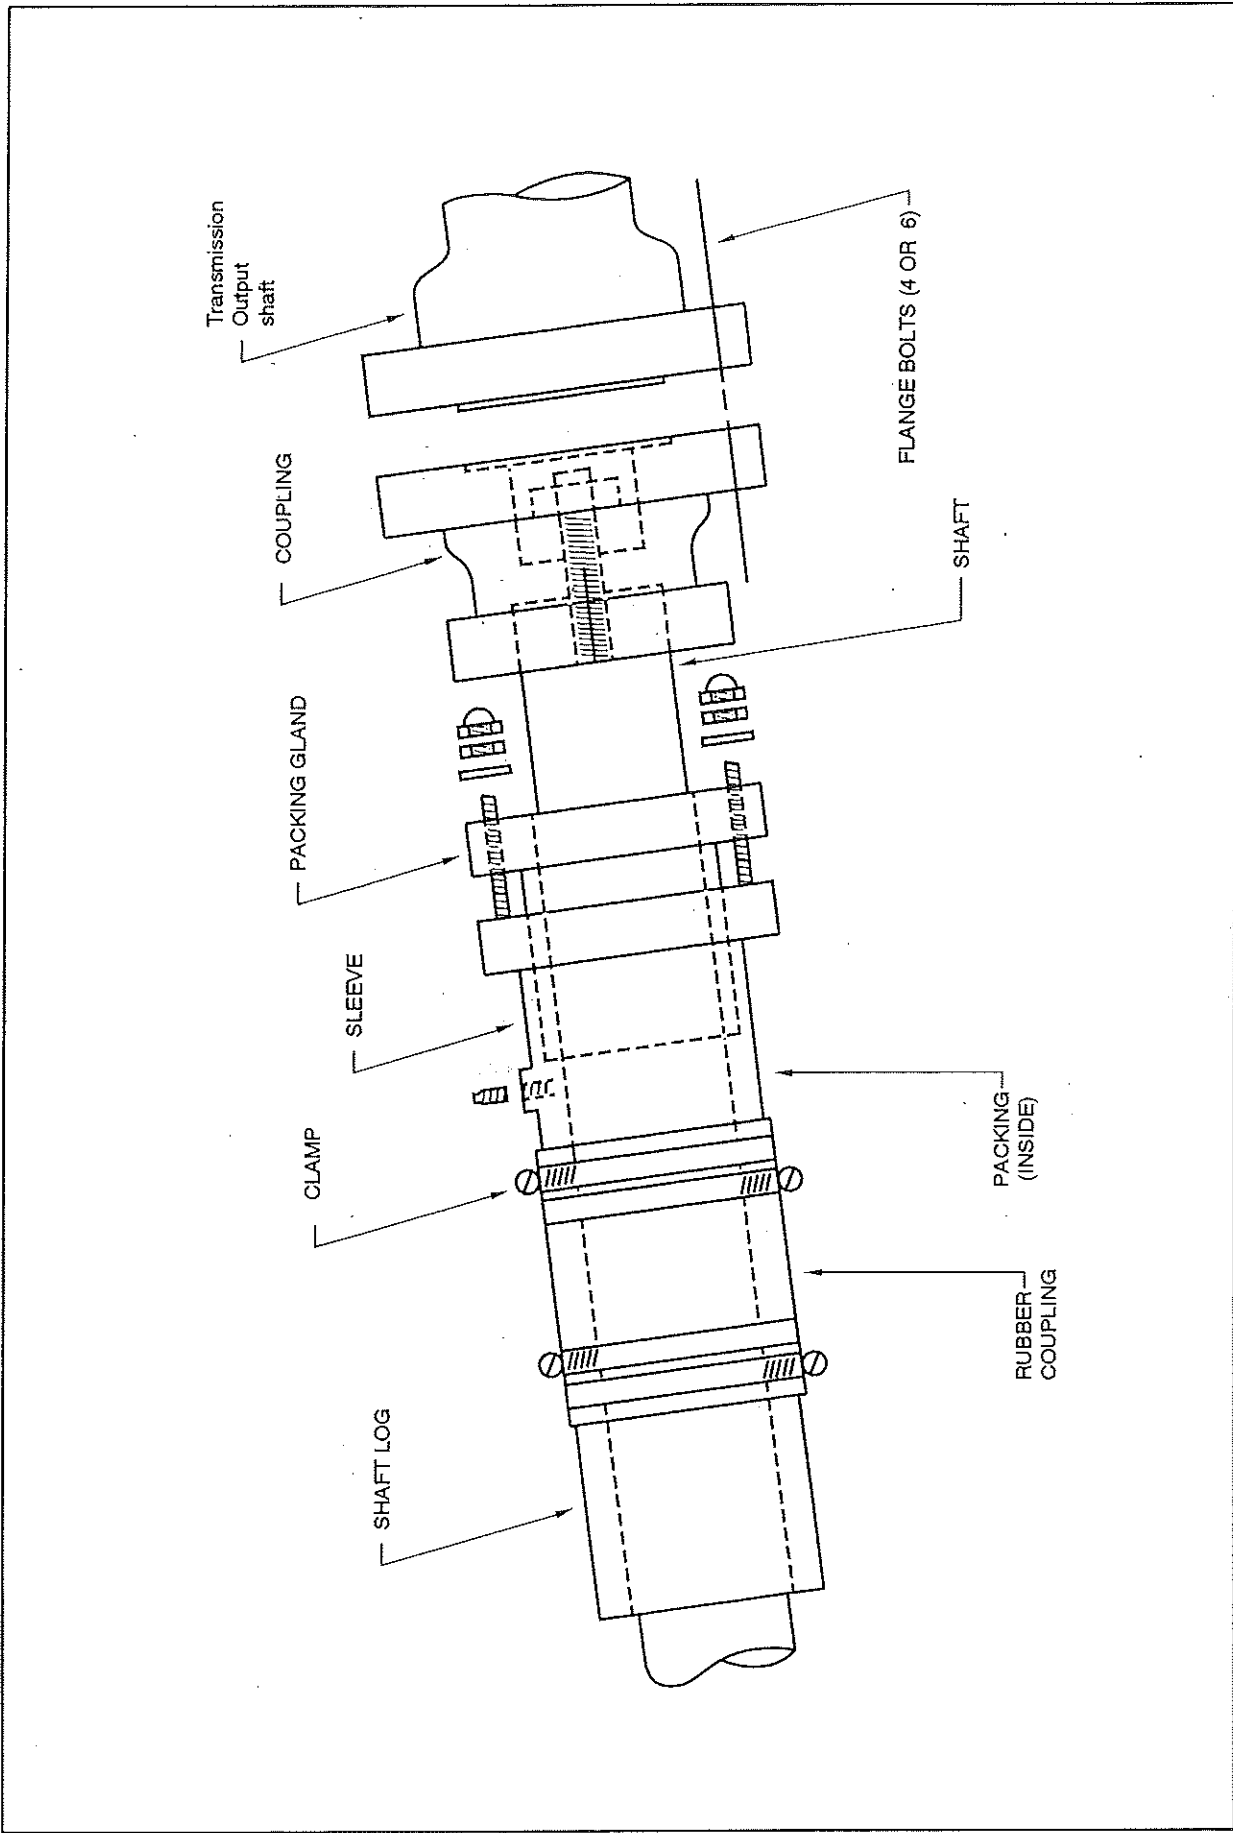 SHAFT LOG
CLAMP
SLEEVE
PACKING GLAND
COUPLING
Transmission
Output
shaft
RUBBER
COUPLING
PACKING
(INSIDE)
SHAFT
FLANGE BOLTS (4 OR 6)